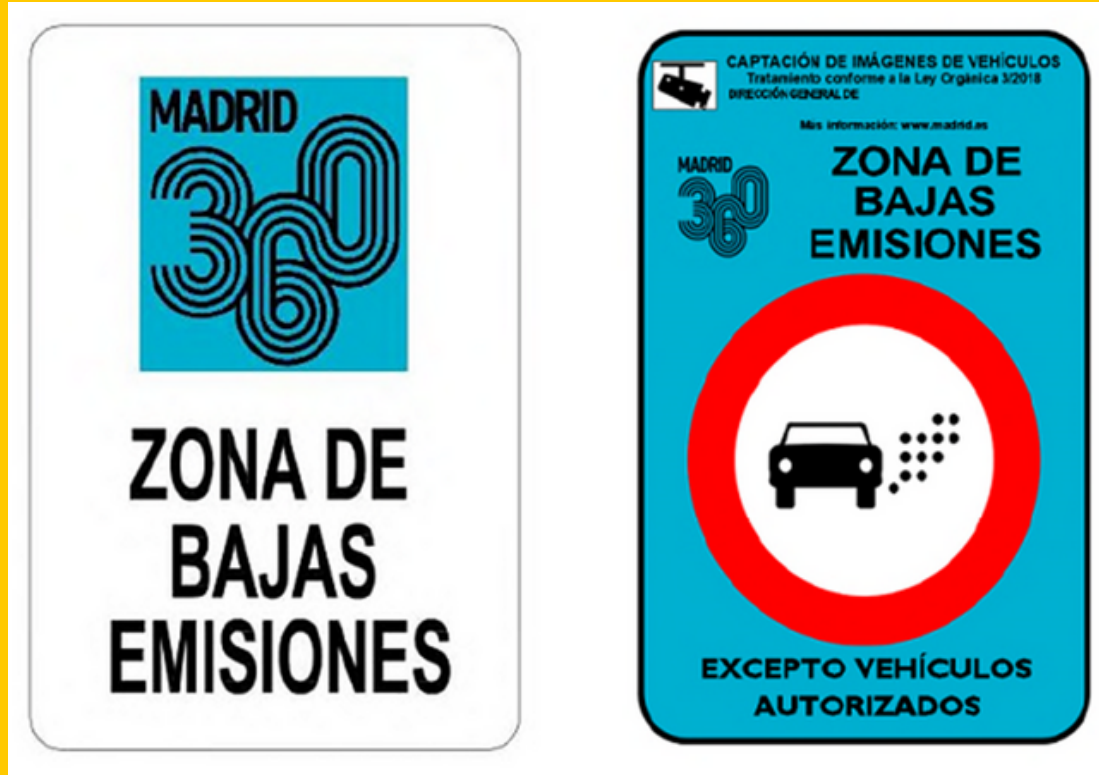 MADRID
360
ZONA DE
BAJAS
EMISIONES
CAPTACIÓN DE IMÁGENES DE VEHÍCULOS
Tratamiento conforme a la Ley Orgánica 3/2018
DIRECCIÓN GENERAL DE
Más información: www.madrid.es
MADRID
360
ZONA DE
BAJAS
EMISIONES
EXCEPTO VEHÍCULOS
AUTORIZADOS